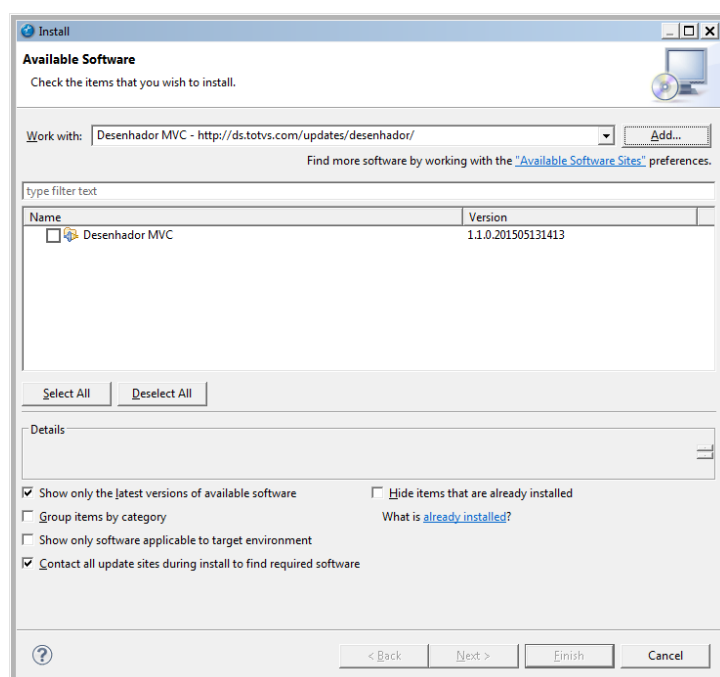 Install
Available Software
Check the items that you wish to install.
Work with: Desenhador MVC - http://ds.totvs.com/updates/desenhador/ Add...
Find more software by working with the "Available Software Sites" preferences.
type filter text
Name Version
Desenhador MVC 1.1.0.201505131413
Select All Deselect All
Details
Show only the latest versions of available software Hide items that are already installed
Group items by category What is already installed?
Show only software applicable to target environment
Contact all update sites during install to find required software
? < Back Next > Finish Cancel